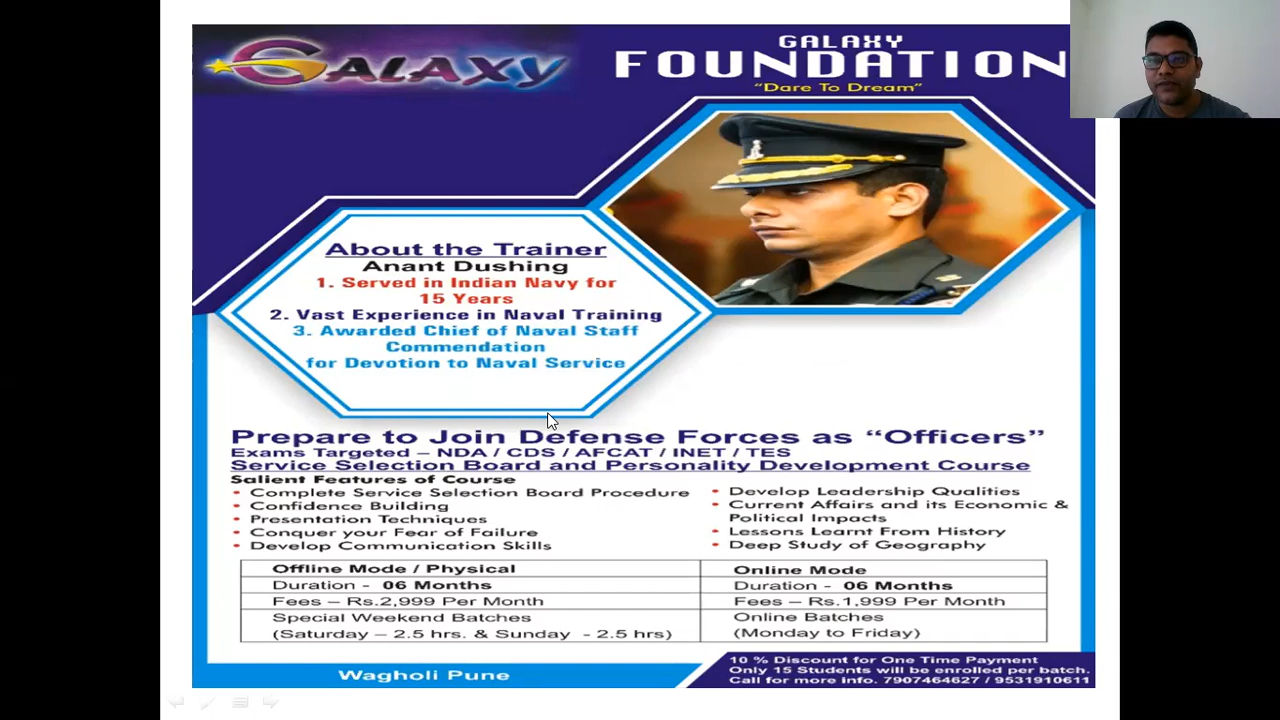 GALAXY
GALAXY
FOUNDATION
"Dare To Dream"
About the Trainer
Anant Dushing
1. Served in Indian Navy for
15 Years
2. Vast Experience in Naval Training
3. Awarded Chief of Naval Staff
Commendation
for Devotion to Naval Service
Prepare to Join Defense Forces as "Officers"
Exams Targeted – NDA / CDS / AFCAT / INET / TES
Service Selection Board and Personality Development Course
Salient Features of Course
• Complete Service Selection Board Procedure
• Confidence Building
• Presentation Techniques
• Conquer your Fear of Failure
• Develop Communication Skills
• Develop Leadership Qualities
• Current Affairs and its Economic &
Political Impacts
• Lessons Learnt From History
• Deep Study of Geography
Offline Mode / Physical
Duration - 06 Months
Fees – Rs.2,999 Per Month
Special Weekend Batches
(Saturday – 2.5 hrs. & Sunday - 2.5 hrs)
Online Mode
Duration - 06 Months
Fees – Rs.1,999 Per Month
Online Batches
(Monday to Friday)
Wagholi Pune
10 % Discount for One Time Payment
Only 15 Students will be enrolled per batch.
Call for more info. 7907464627 / 9531910611